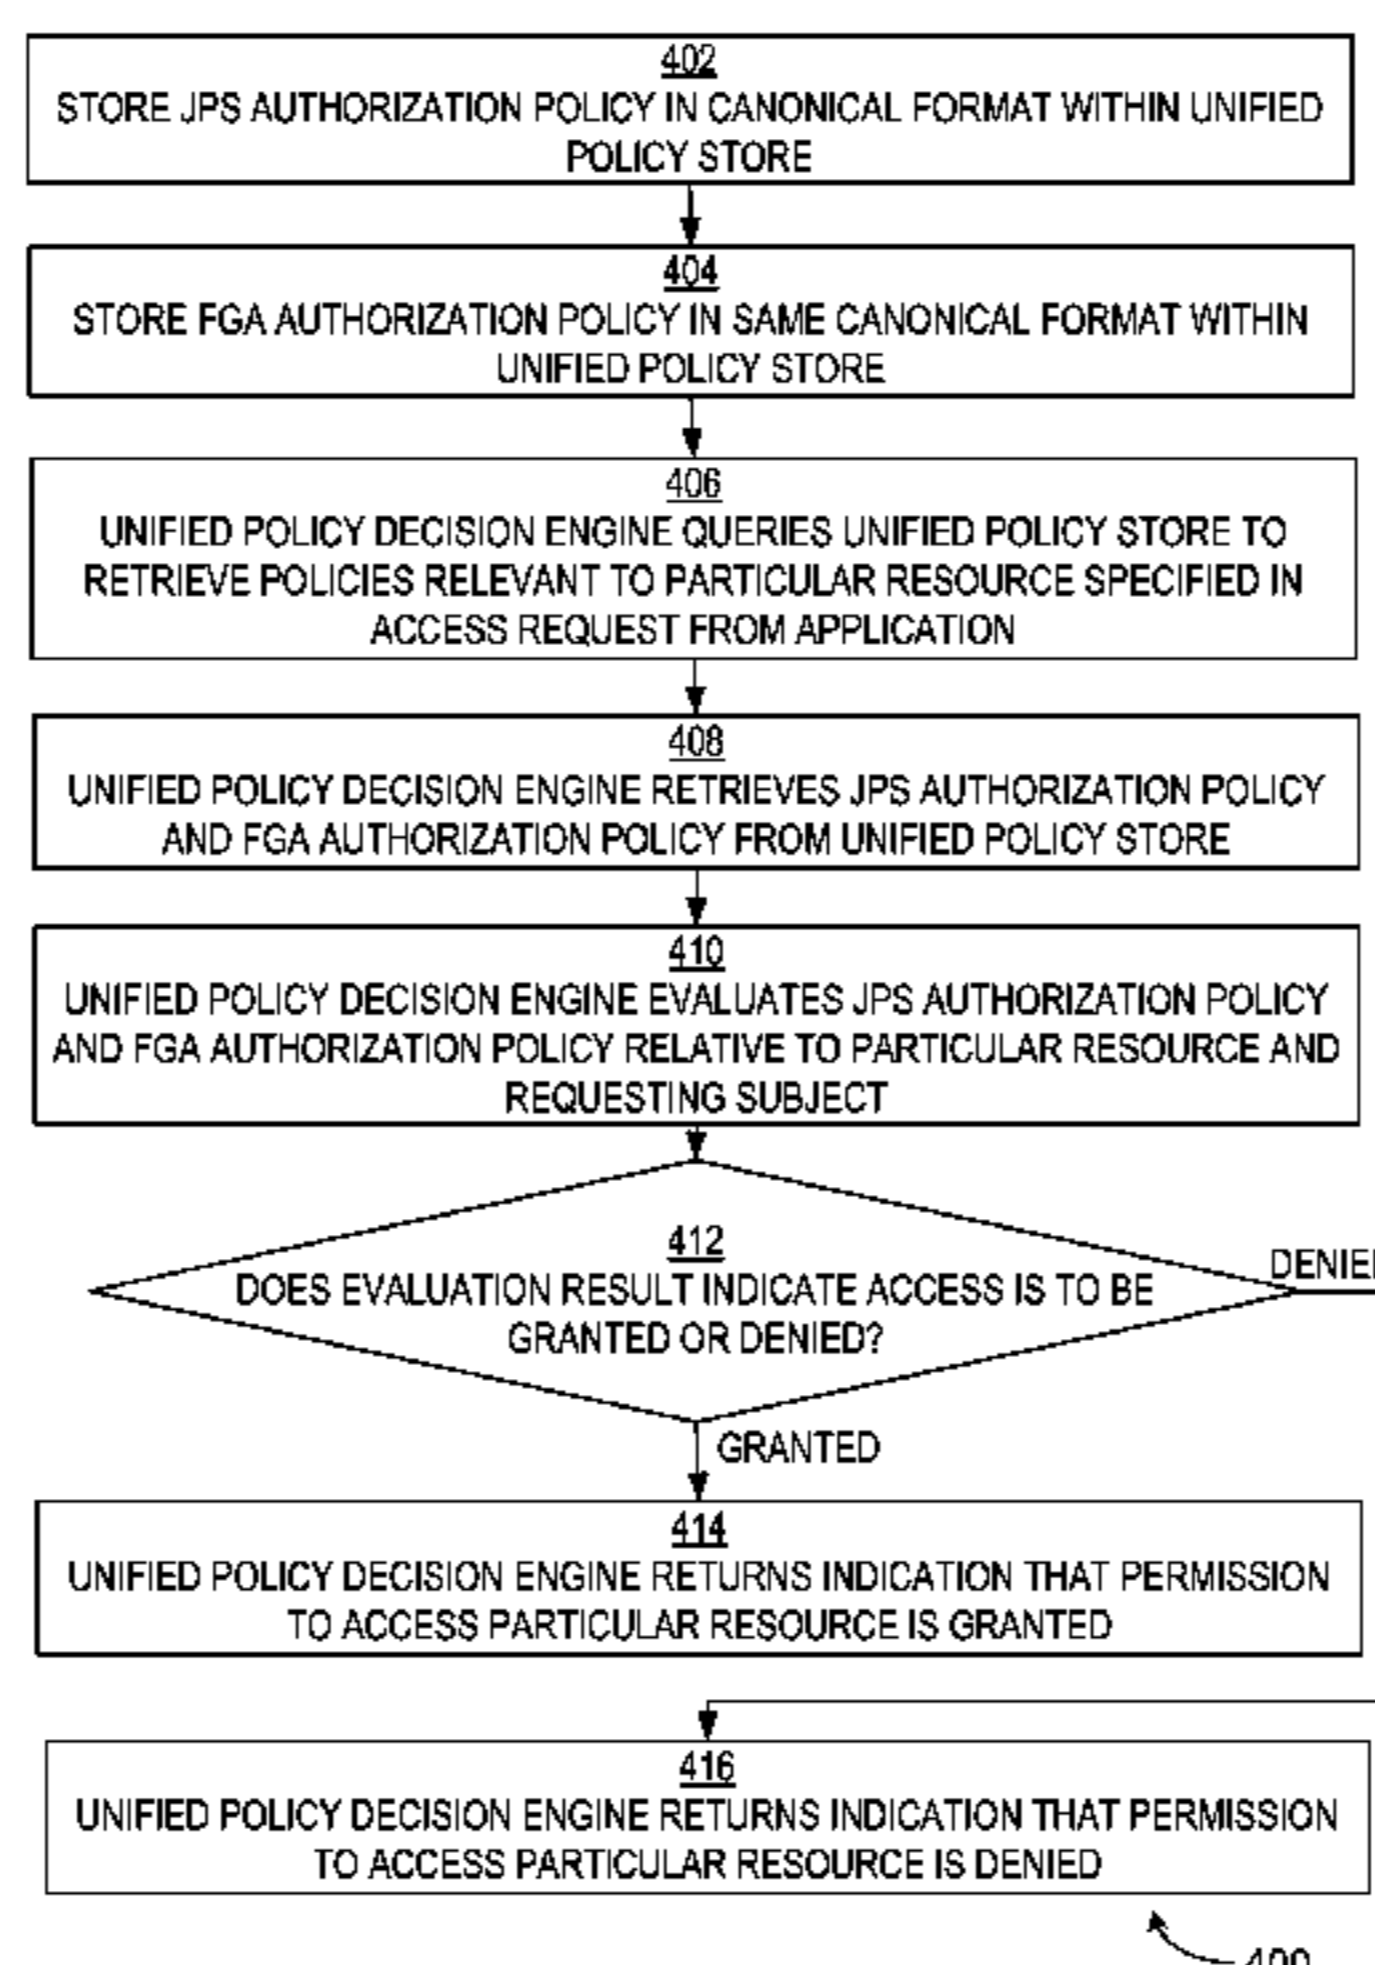 402
STORE JPS AUTHORIZATION POLICY IN CANONICAL FORMAT WITHIN UNIFIED
POLICY STORE
404
STORE FGA AUTHORIZATION POLICY IN SAME CANONICAL FORMAT WITHIN
UNIFIED POLICY STORE
406
UNIFIED POLICY DECISION ENGINE QUERIES UNIFIED POLICY STORE TO
RETRIEVE POLICIES RELEVANT TO PARTICULAR RESOURCE SPECIFIED IN
ACCESS REQUEST FROM APPLICATION
408
UNIFIED POLICY DECISION ENGINE RETRIEVES JPS AUTHORIZATION POLICY
AND FGA AUTHORIZATION POLICY FROM UNIFIED POLICY STORE
410
UNIFIED POLICY DECISION ENGINE EVALUATES JPS AUTHORIZATION POLICY
AND FGA AUTHORIZATION POLICY RELATIVE TO PARTICULAR RESOURCE AND
REQUESTING SUBJECT
412
DOES EVALUATION RESULT INDICATE ACCESS IS TO BE
GRANTED OR DENIED?
GRANTED
414
UNIFIED POLICY DECISION ENGINE RETURNS INDICATION THAT PERMISSION
TO ACCESS PARTICULAR RESOURCE IS GRANTED
416
UNIFIED POLICY DECISION ENGINE RETURNS INDICATION THAT PERMISSION
TO ACCESS PARTICULAR RESOURCE IS DENIED